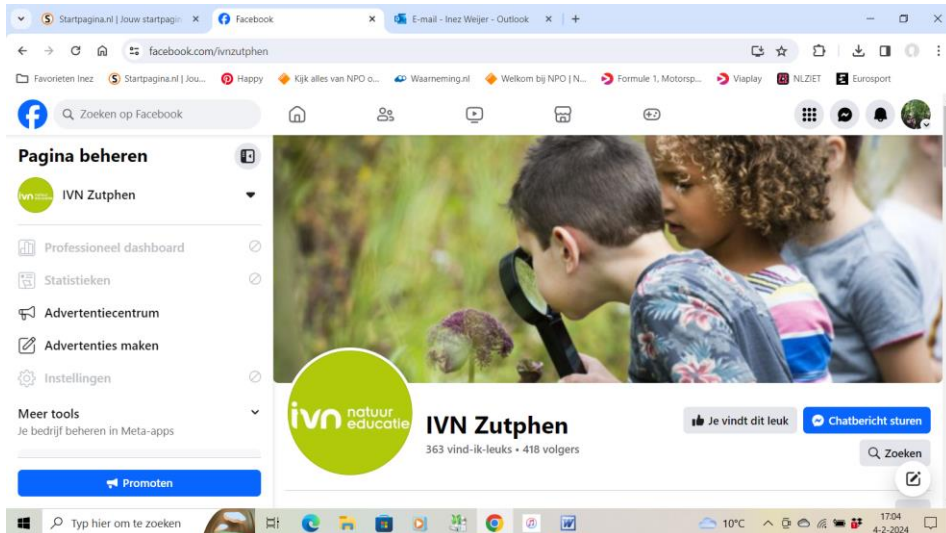 Startpagina.nl | Jouw startpagin
Facebook
E-mail - Inez Weijer - Outlook
facebook.com/ivnzutphen
Favorieten Inez
Startpagina.nl | Jou...
Happy
Kijk alles van NPO o...
Waarneming.nl
Welkom bij NPO | N...
Formule 1, Motorsp...
Viaplay
NLZIET
Eurosport
Zoeken op Facebook
Pagina beheren
ivn
IVN Zutphen
Professioneel dashboard
Statistieken
Advertentiecentrum
Advertenties maken
Instellingen
Meer tools
Je bedrijf beheren in Meta-apps
Promoten
ivn natuur
educatie
IVN Zutphen
363 vind-ik-leuks • 418 volgers
Je vindt dit leuk
Chatbericht sturen
Zoeken
Typ hier om te zoeken
10°C
17:04
4-2-2024